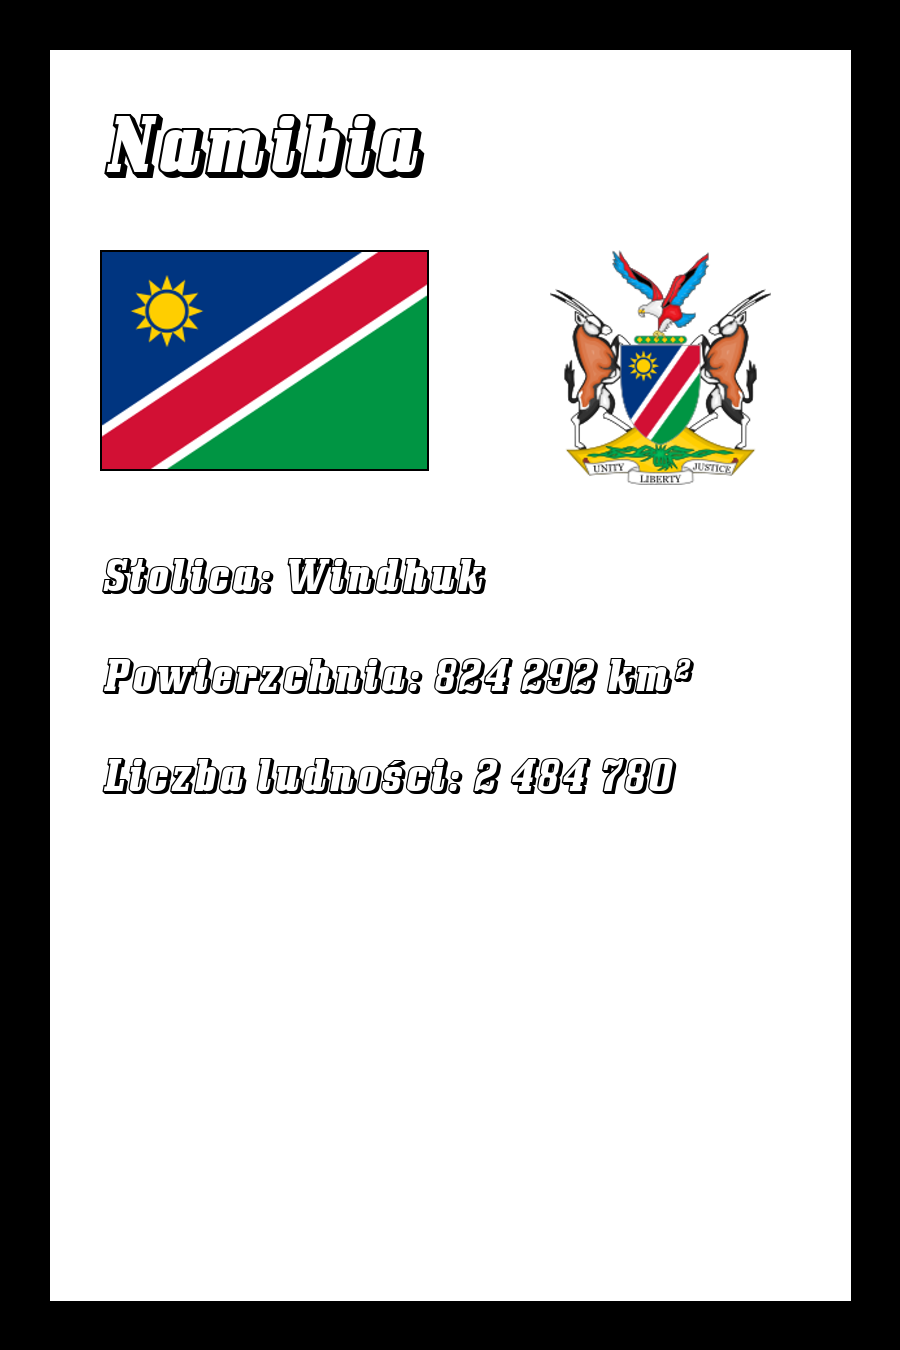 Namibia
UNITY
LIBERTY
JUSTICE
Stolica: Windhuk
Powierzchnia: 824 292 km²
Liczba ludności: 2 484 780